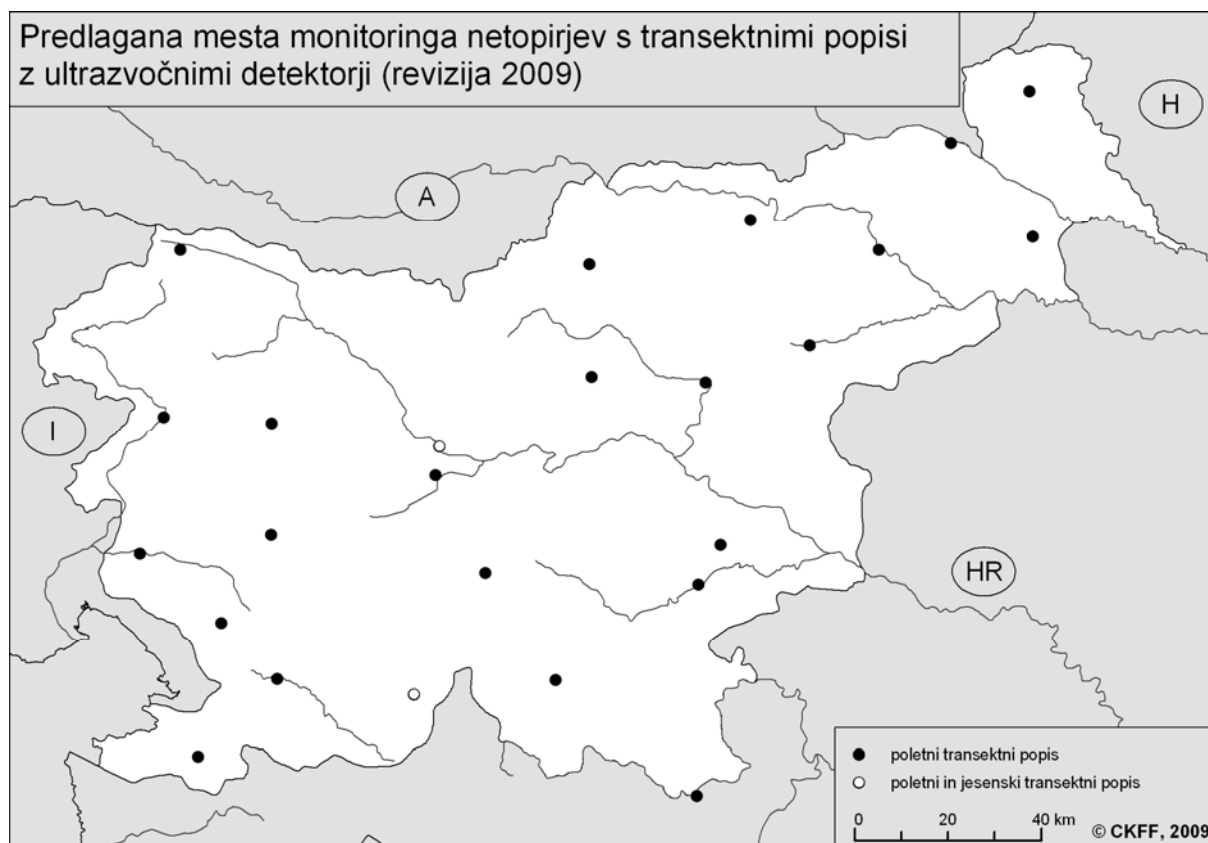 Predlagana mesta monitoringa netopirjev s transektnimi popisi
z ultrazvočnimi detektorji (revizija 2009)
H
A
I
HR
poletni transektni popis
poletni in jesenski transektni popis
0 20 40 km
© CKFF, 2009